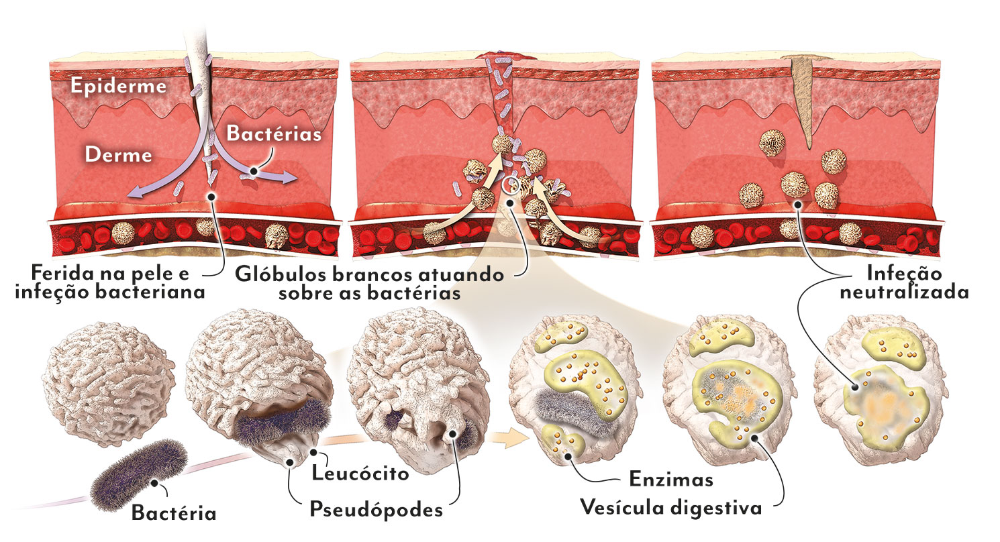 Epiderme
Bactérias
Derme
Ferida na pele e
infeção bacteriana
Glóbulos brancos atuando
sobre as bactérias
Infeção
neutralizada
Leucócito
Enzimas
Pseudópodes
Vesícula digestiva
Bactéria